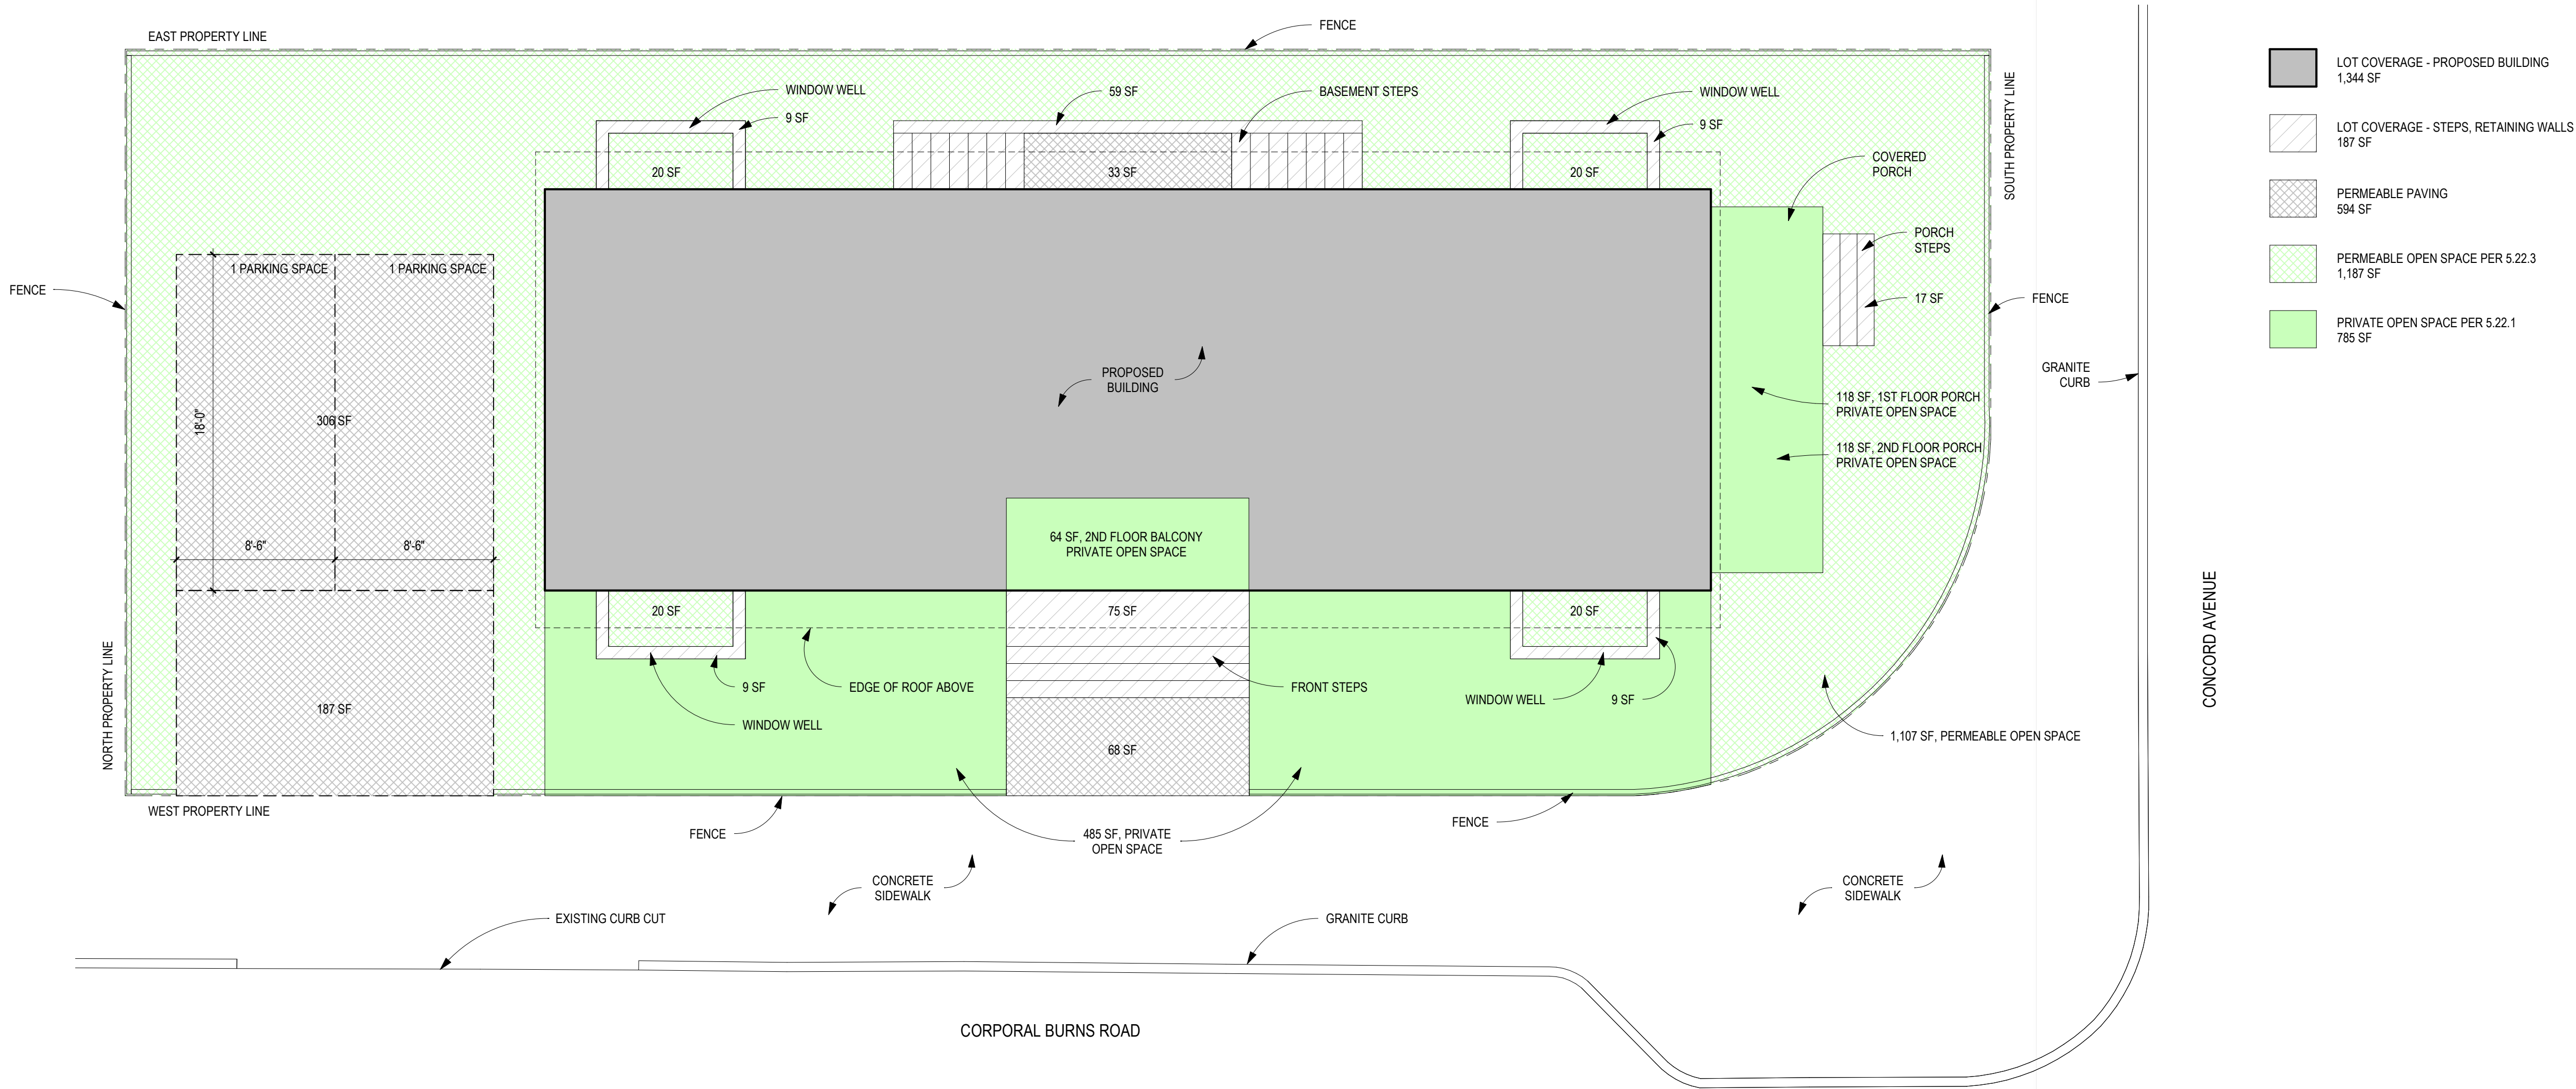 EAST PROPERTY LINE
FENCE
WINDOW WELL
9 SF
59 SF
BASEMENT STEPS
WINDOW WELL
9 SF
20 SF
33 SF
20 SF
COVERED
PORCH
SOUTH PROPERTY LINE
PORCH
STEPS
17 SF
FENCE
1 PARKING SPACE
1 PARKING SPACE
FENCE
18'-0"
306 SF
8'-6"
8'-6"
PROPOSED
BUILDING
GRANITE
CURB
118 SF, 1ST FLOOR PORCH
PRIVATE OPEN SPACE
118 SF, 2ND FLOOR PORCH
PRIVATE OPEN SPACE
64 SF, 2ND FLOOR BALCONY
PRIVATE OPEN SPACE
20 SF
75 SF
20 SF
NORTH PROPERTY LINE
187 SF
9 SF
WINDOW WELL
EDGE OF ROOF ABOVE
FRONT STEPS
WINDOW WELL
9 SF
68 SF
1,107 SF, PERMEABLE OPEN SPACE
WEST PROPERTY LINE
FENCE
485 SF, PRIVATE
OPEN SPACE
FENCE
CONCRETE
SIDEWALK
CONCRETE
SIDEWALK
EXISTING CURB CUT
GRANITE CURB
CORPORAL BURNS ROAD
CONCORD AVENUE
LOT COVERAGE - PROPOSED BUILDING
1,344 SF
LOT COVERAGE - STEPS, RETAINING WALLS
187 SF
PERMEABLE PAVING
594 SF
PERMEABLE OPEN SPACE PER 5.22.3
1,187 SF
PRIVATE OPEN SPACE PER 5.22.1
785 SF